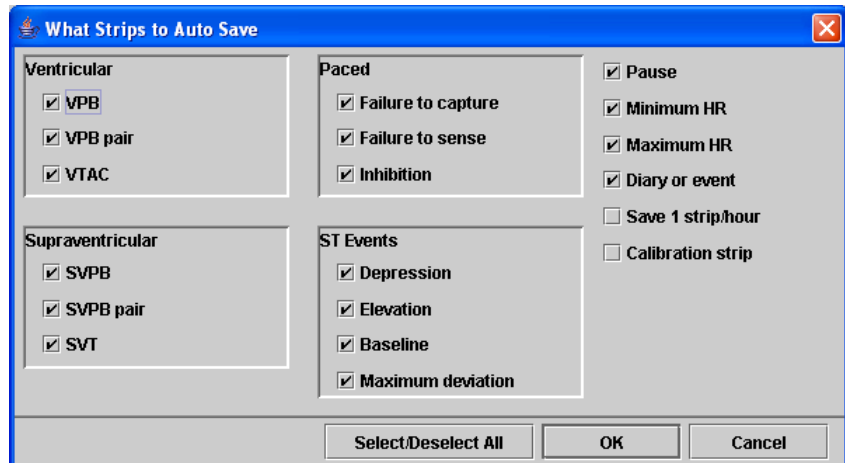 What Strips to Auto Save
Ventricular
VPB
VPB pair
VTAC
Supraventricular
SVPB
SVPB pair
SVT
Paced
Failure to capture
Failure to sense
Inhibition
ST Events
Depression
Elevation
Baseline
Maximum deviation
Pause
Minimum HR
Maximum HR
Diary or event
Save 1 strip/hour
Calibration strip
Select/Deselect All
OK
Cancel